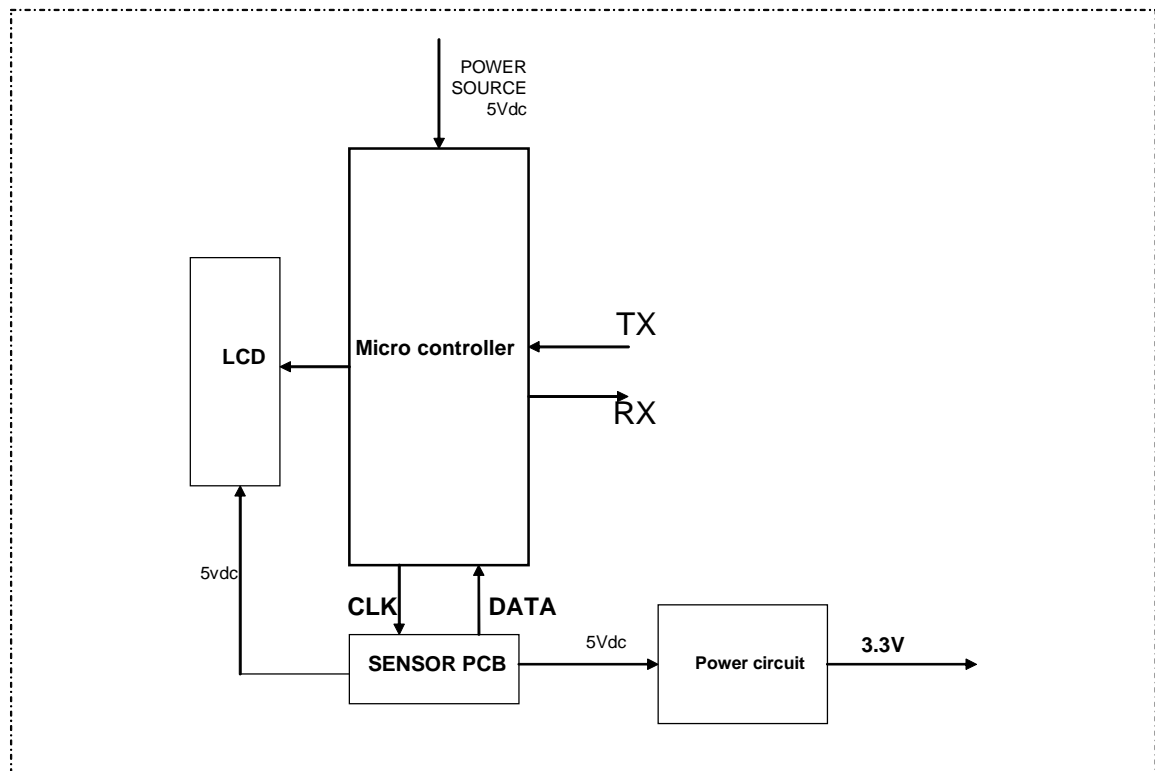 POWER
SOURCE
5Vdc
TX
Micro controller
LCD
RX
5vdc
CLK
DATA
SENSOR PCB
5Vdc
Power circuit
3.3V